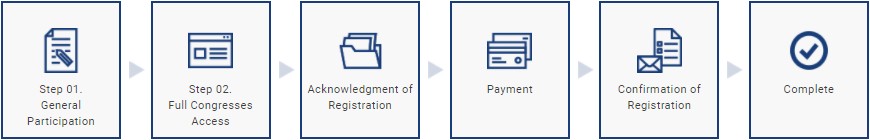 Step 01.
General
Participation
Step 02.
Full Congresses
Access
Acknowledgment of
Registration
Payment
Confirmation of
Registration
Complete